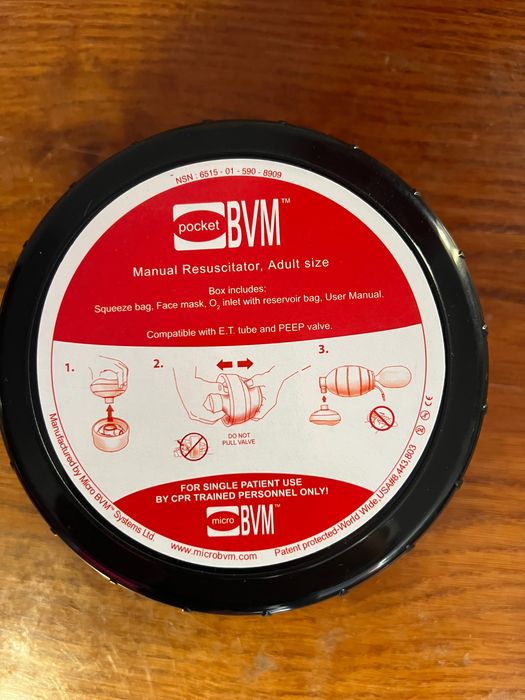 NSN : 6515 - 01 - 590 - 8909
pocket BVM™
Manual Resuscitator, Adult size
Box includes:
Squeeze bag, Face mask, O₂ inlet with reservoir bag, User Manual.
Compatible with E.T. tube and PEEP valve.
1.
2.
3.
DO NOT
PULL VALVE
FOR SINGLE PATIENT USE
BY CPR TRAINED PERSONNEL ONLY!
micro BVM™
Manufactured by Micro BVM™ Systems Ltd.
www.microbvm.com
Patent protected-World Wide, USA#8,443,803
2
CE